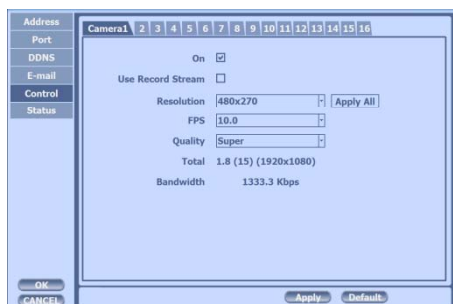 Address
Port
DDNS
E-mail
Control
Status
OK
CANCEL
Camera1 2 3 4 5 6 7 8 9 10 11 12 13 14 15 16
On
Use Record Stream
Resolution 480x270 Apply All
FPS 10.0
Quality Super
Total 1.8 (15) (1920x1080)
Bandwidth 1333.3 Kbps
Apply Default